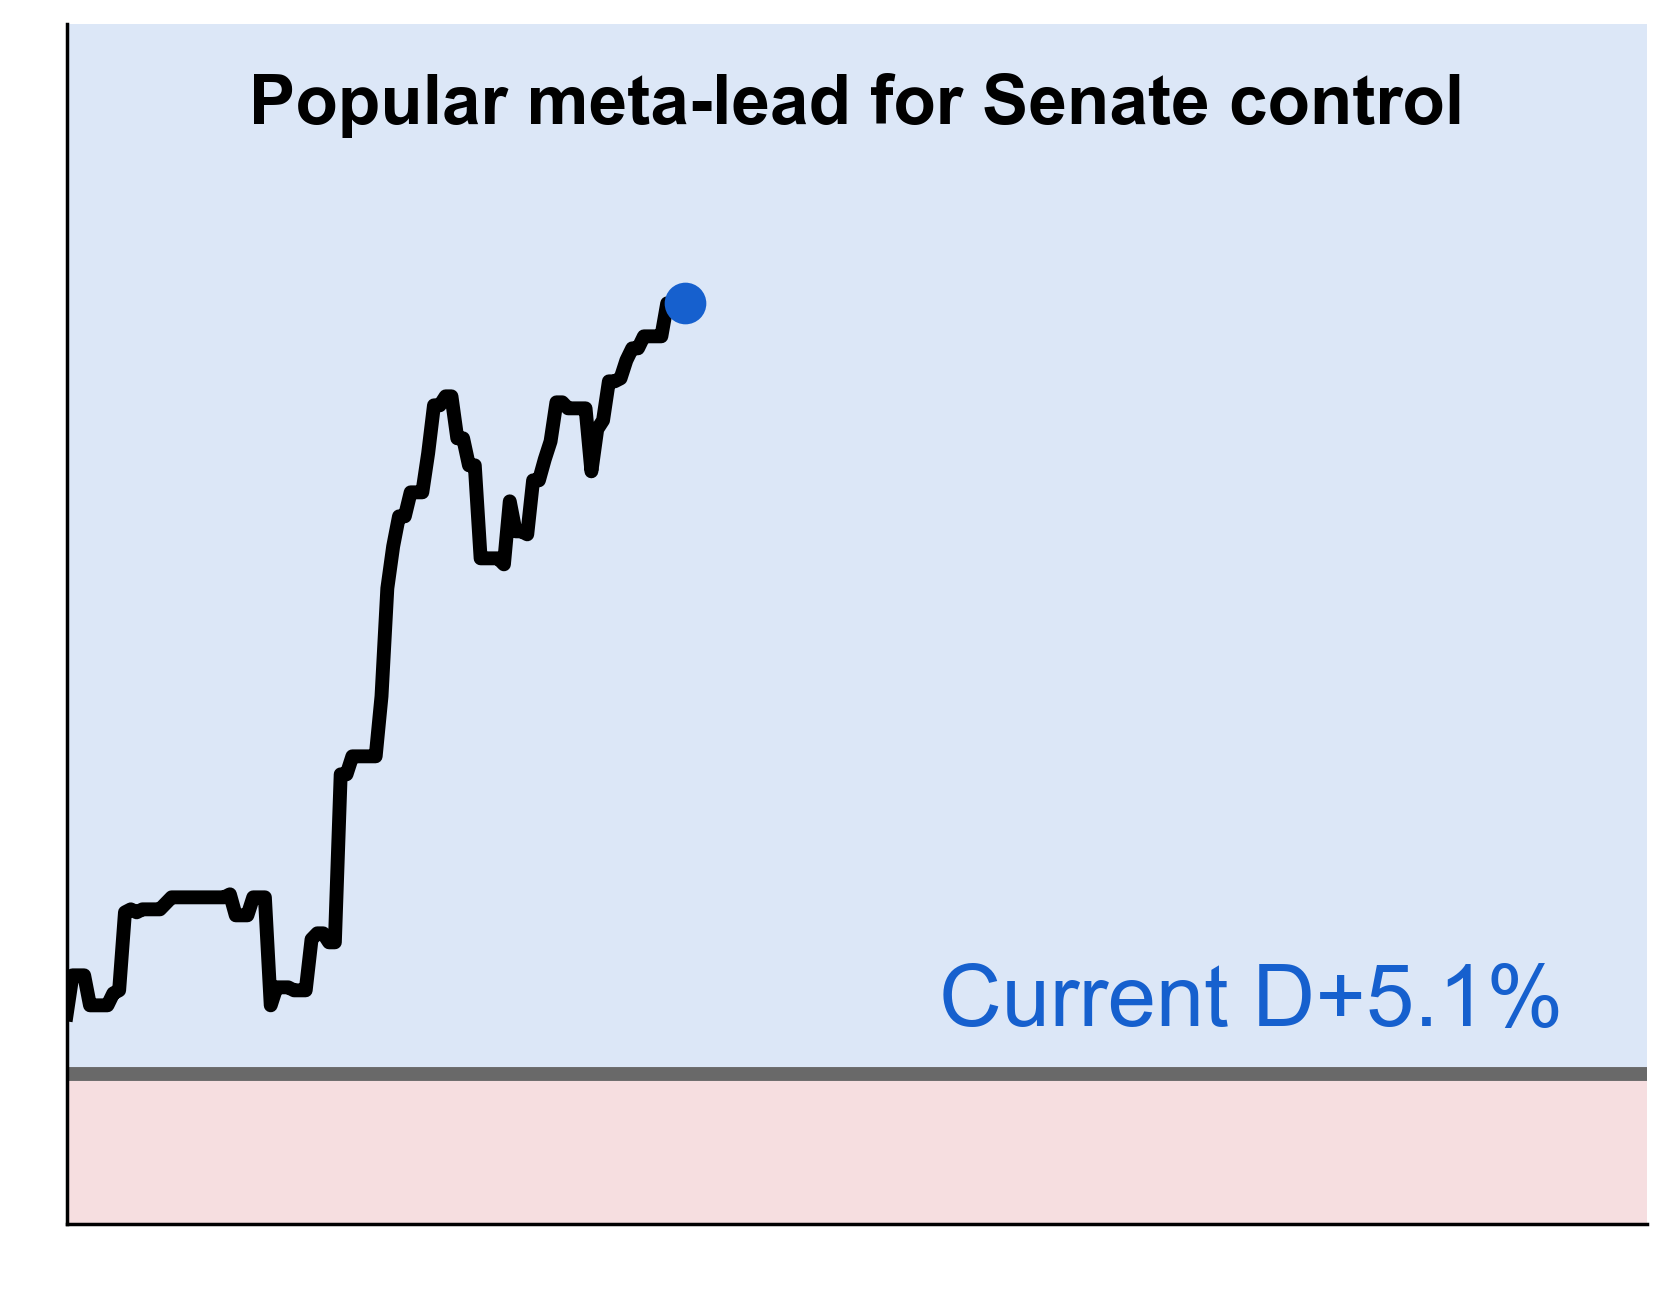 Popular meta-lead for Senate control
Current D+5.1%